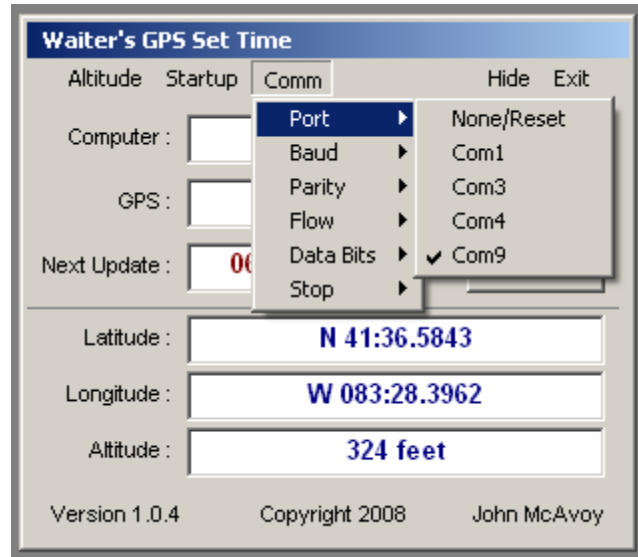 Waiter's GPS Set Time
Altitude Startup Comm Hide Exit
Port None/Reset
Computer : Baud Com1
Parity Com3
GPS : Flow Com4
Next Update : 06 Data Bits Com9
Stop
Latitude : N 41:36.5843
Longitude : W 083:28.3962
Altitude : 324 feet
Version 1.0.4 Copyright 2008 John McAvoy